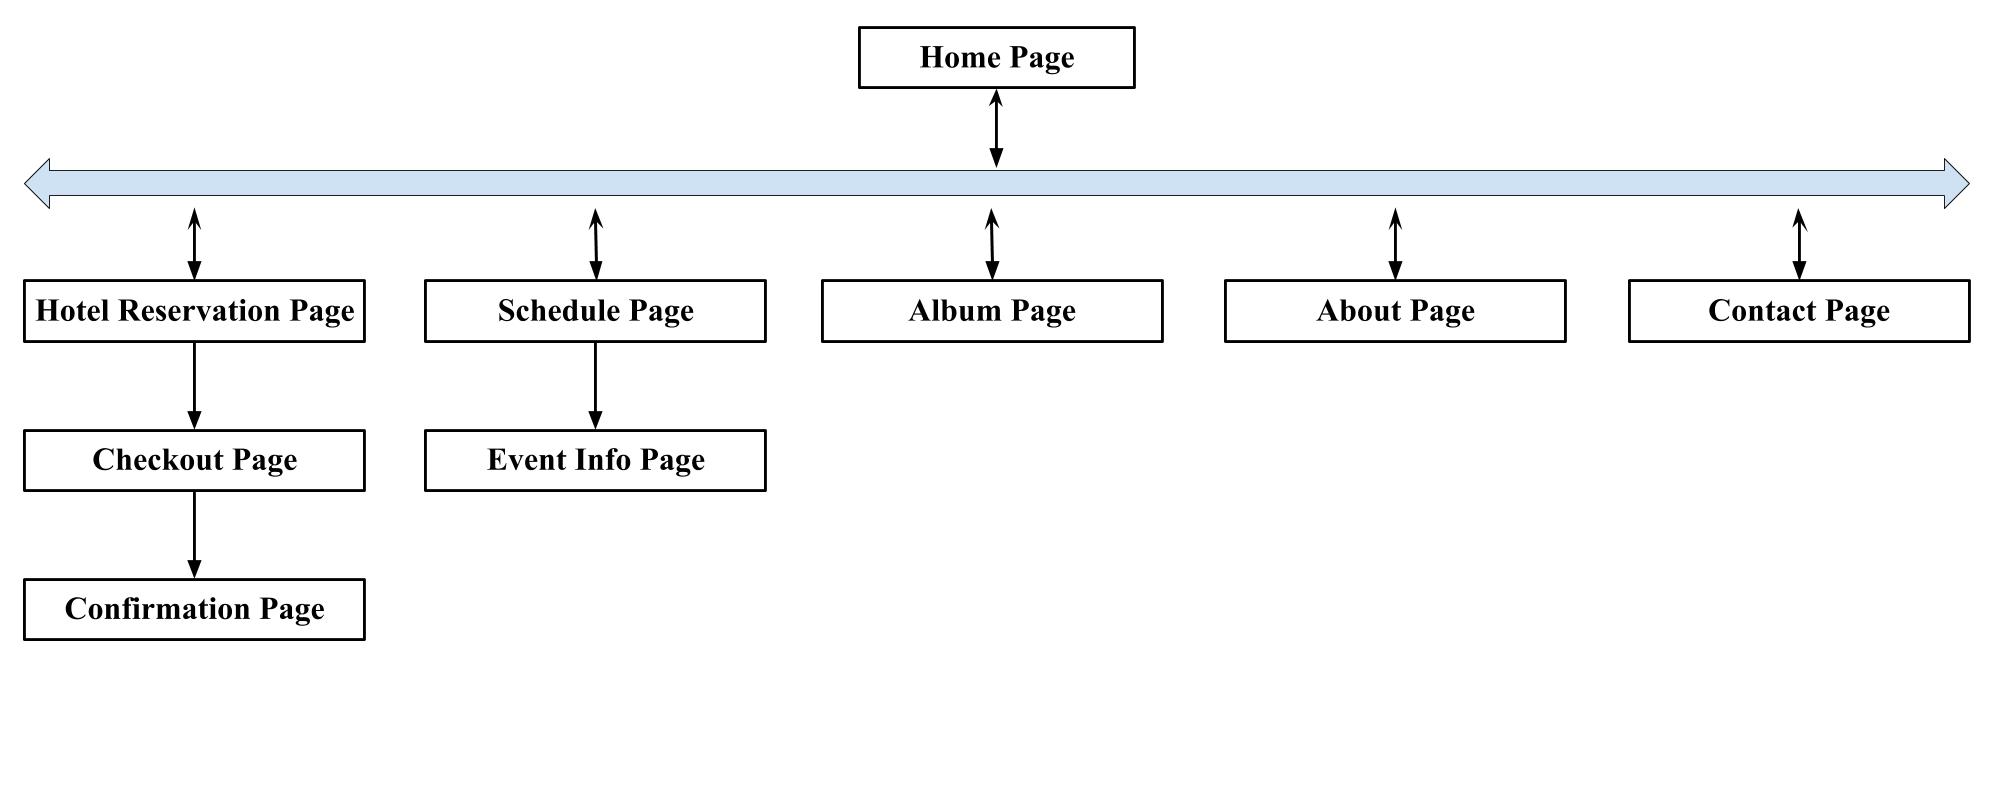 Home Page
Hotel Reservation Page
Schedule Page
Album Page
About Page
Contact Page
Checkout Page
Event Info Page
Confirmation Page